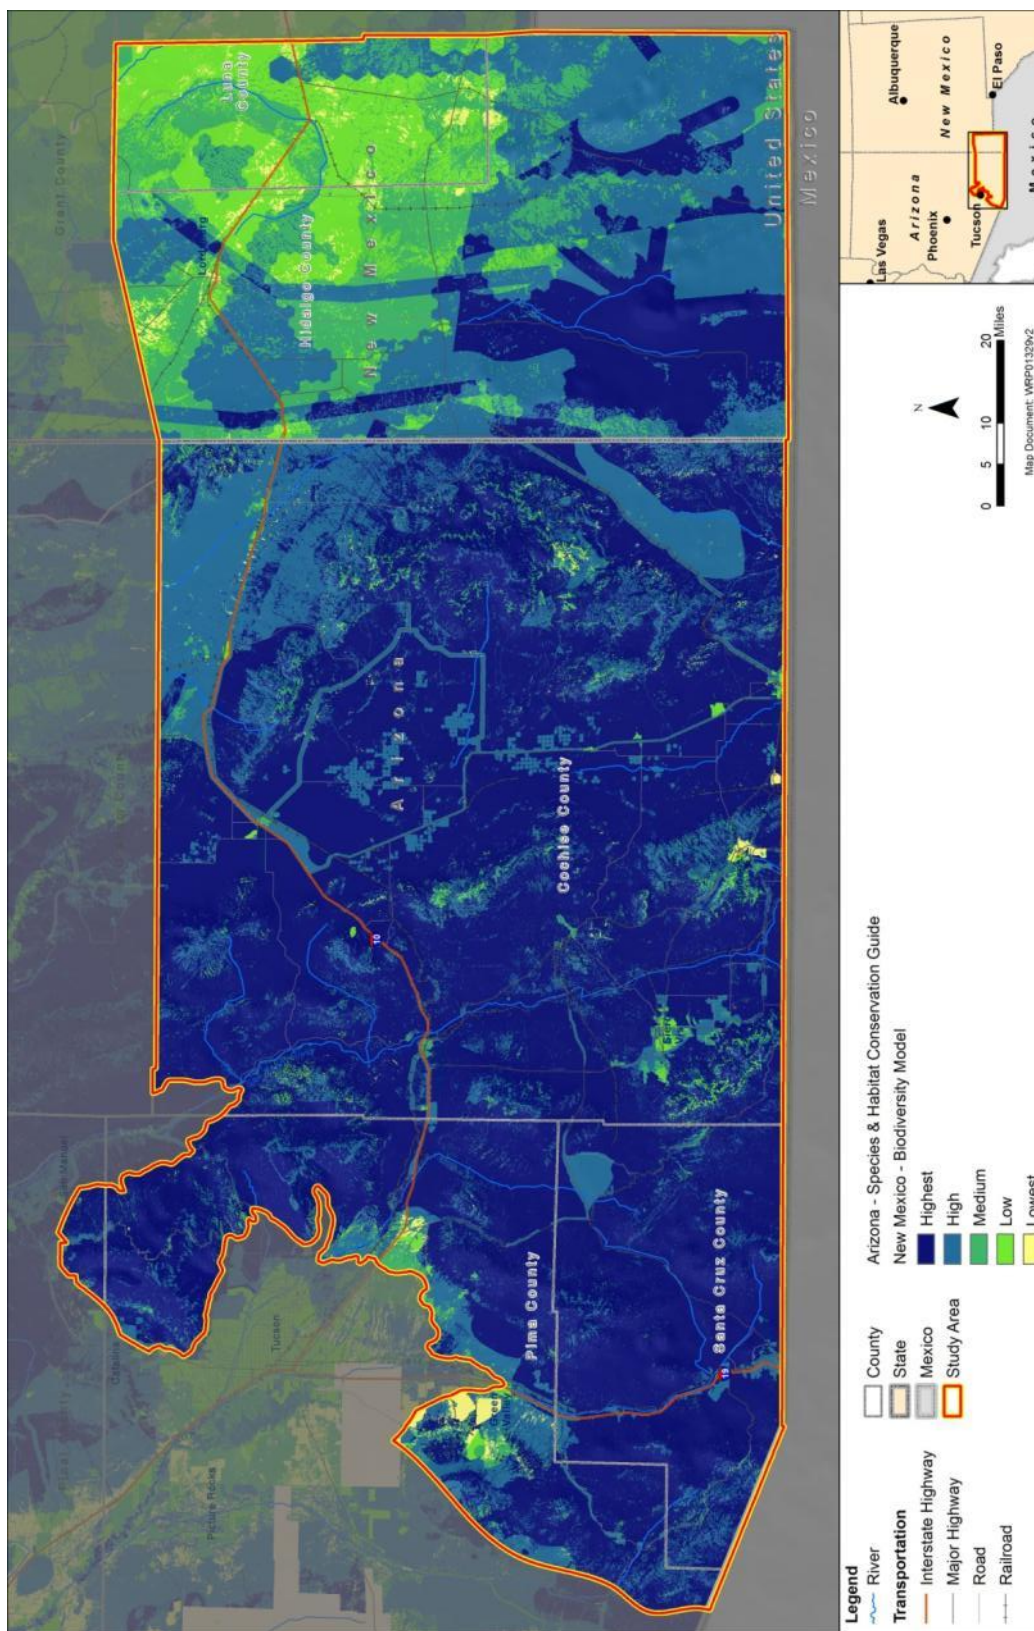 Grant County
Luna
County
Lordsburg
Hidalgo County
New Mexico
Arizona
Cochise County
Pima County
Santa Cruz County
Tucson
Catalina
Picture Rocks
Green
Valley
10
19
United States
Mexico
Legend
River
Transportation
Interstate Highway
Major Highway
Road
Railroad
County
State
Mexico
Study Area
Arizona - Species & Habitat Conservation Guide
New Mexico - Biodiversity Model
Highest
High
Medium
Low
Lowest
N
0 5 10 20
Miles
Map Document: WRP01329v2
Las Vegas
Arizona
Phoenix
Tucson
Albuquerque
New Mexico
El Paso
Mexico